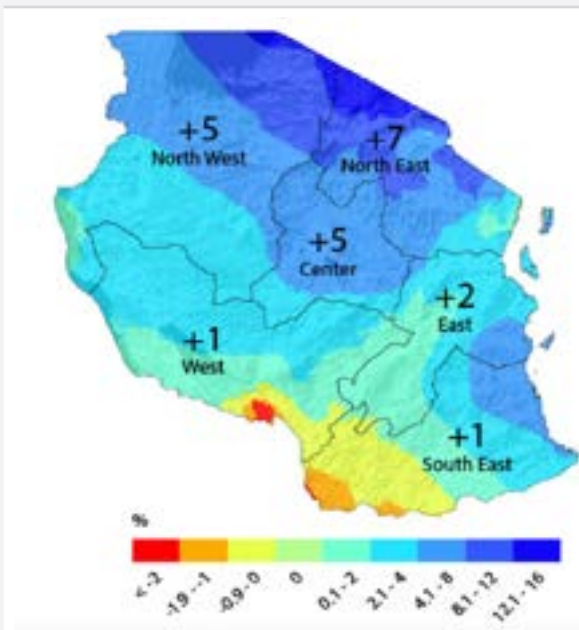 +5
North West
+7
North East
+5
Center
+2
East
+1
West
+1
South East
%
< -2
-1.9 - -1
-0.9 - 0
0
0.1 - 2
2.1 - 4
4.1 - 8
8.1 - 12
12.1 - 16